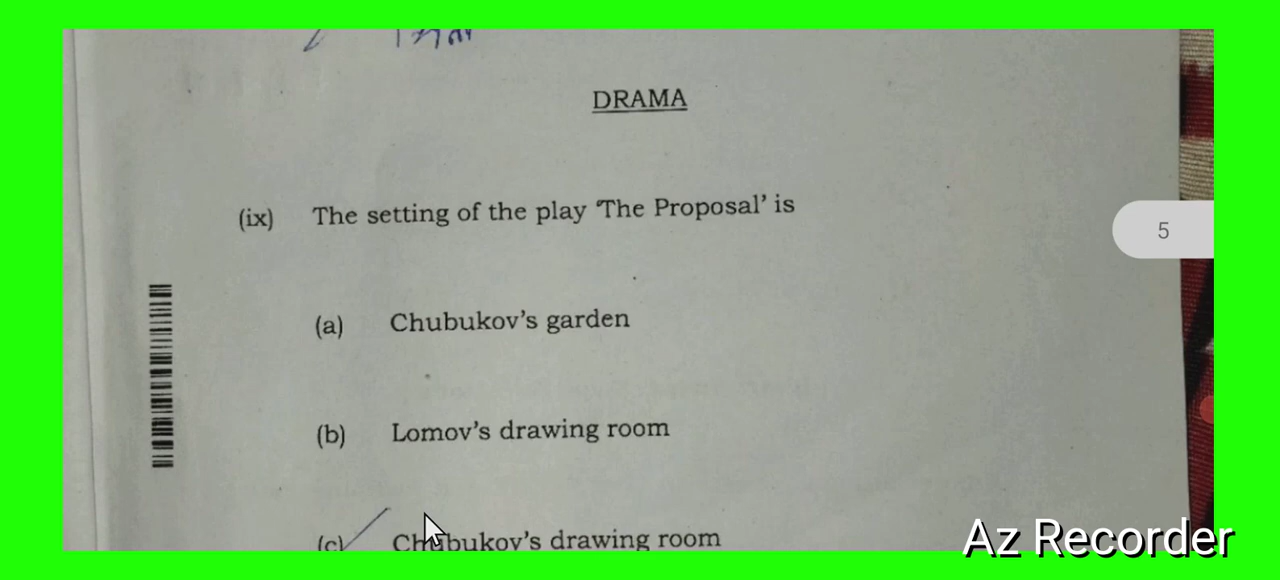 DRAMA
(ix) The setting of the play 'The Proposal' is
5
(a) Chubukov's garden
(b) Lomov's drawing room
(c) Chubukov's drawing room
Az Recorder